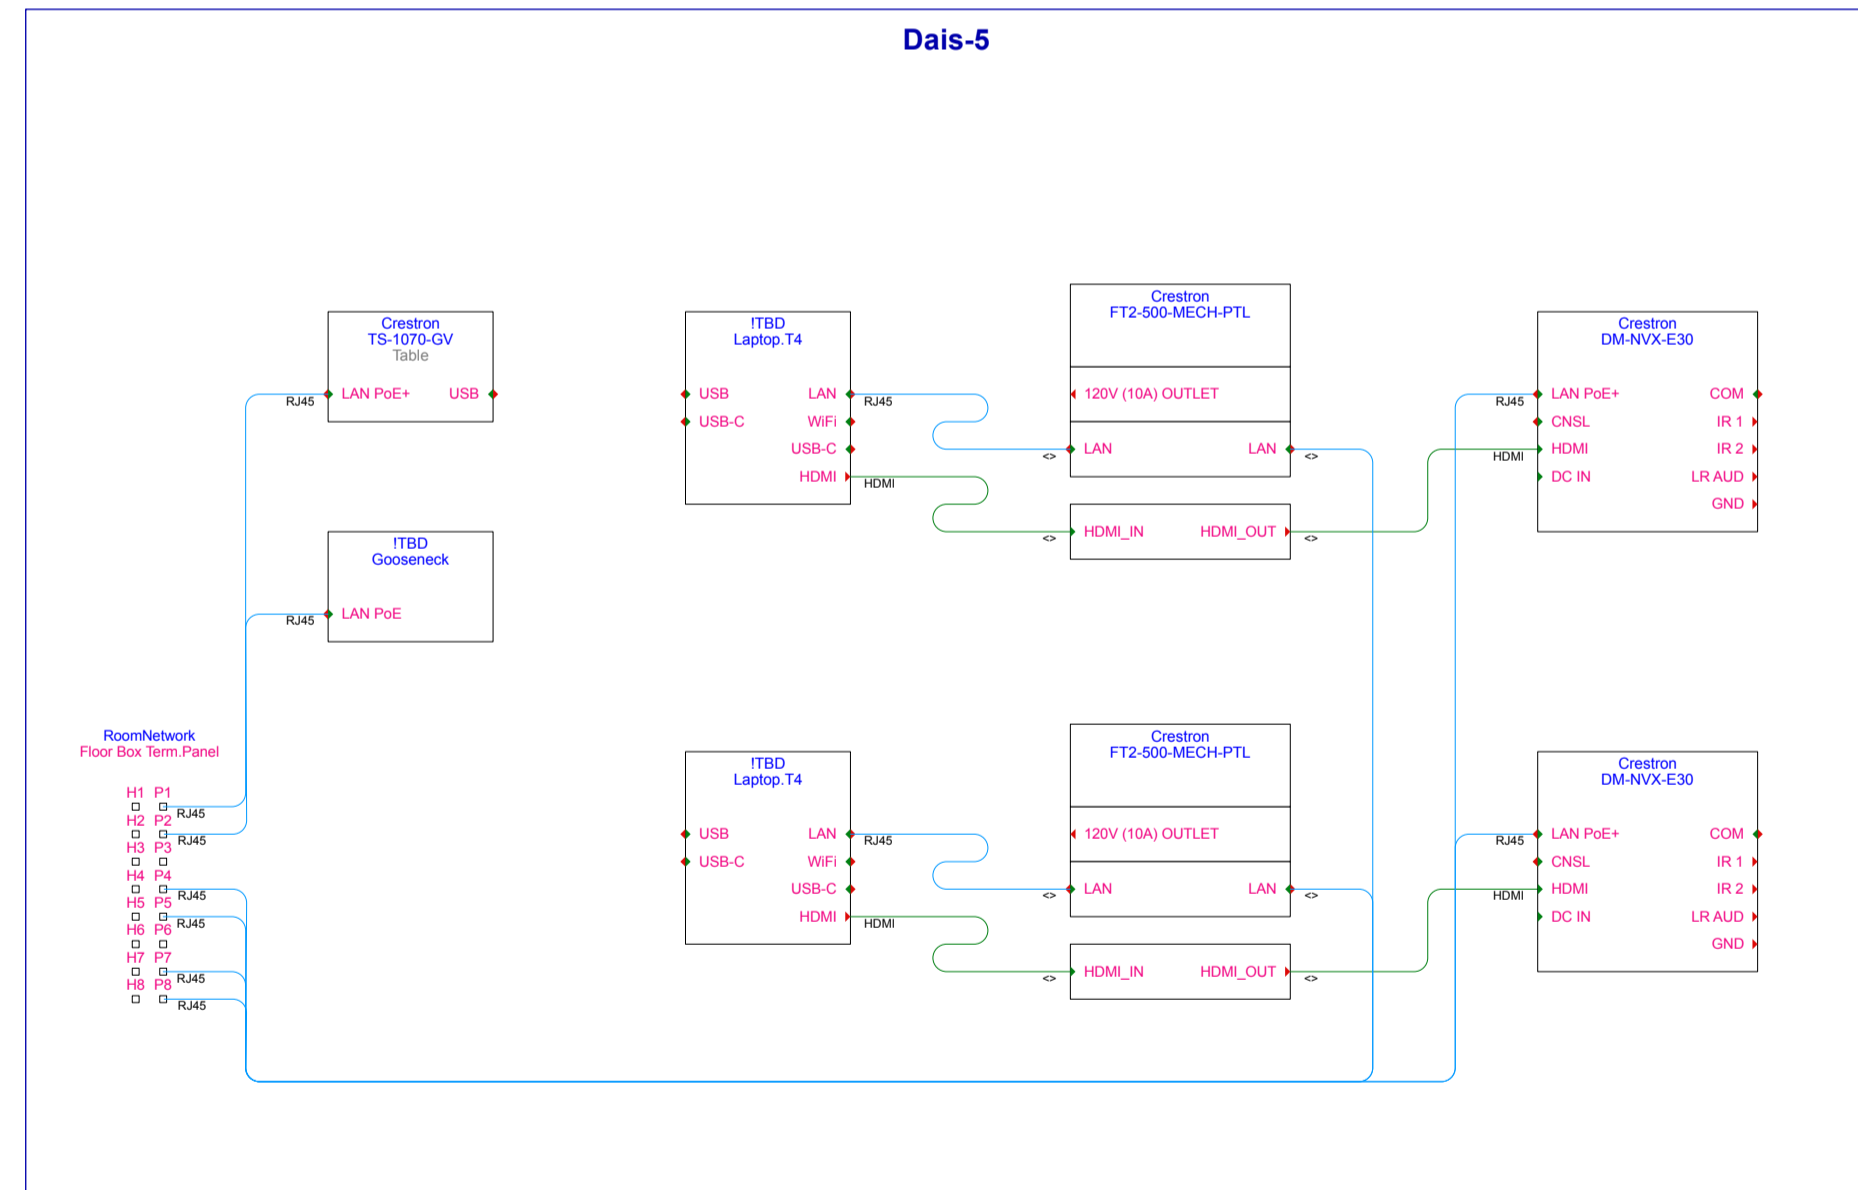 Dais-5
Crestron
TS-1070-GV
Table
LAN PoE+ USB
RJ45
!TBD
Gooseneck
LAN PoE
RJ45
RoomNetwork
Floor Box Term.Panel
H1 P1
RJ45
H2 P2
RJ45
H3 P3
H4 P4
RJ45
H5 P5
RJ45
H6 P6
H7 P7
RJ45
H8 P8
RJ45
!TBD
Laptop.T4
USB LAN
RJ45
USB-C WiFi
USB-C
HDMI
HDMI
Crestron
FT2-500-MECH-PTL
120V (10A) OUTLET
LAN LAN
<> <>
HDMI_IN HDMI_OUT
<> <>
Crestron
DM-NVX-E30
LAN PoE+ COM
RJ45
CNSL IR 1
HDMI IR 2
HDMI
DC IN LR AUD
GND
!TBD
Laptop.T4
USB LAN
RJ45
USB-C WiFi
USB-C
HDMI
HDMI
Crestron
FT2-500-MECH-PTL
120V (10A) OUTLET
LAN LAN
<> <>
HDMI_IN HDMI_OUT
<> <>
Crestron
DM-NVX-E30
LAN PoE+ COM
RJ45
CNSL IR 1
HDMI IR 2
HDMI
DC IN LR AUD
GND